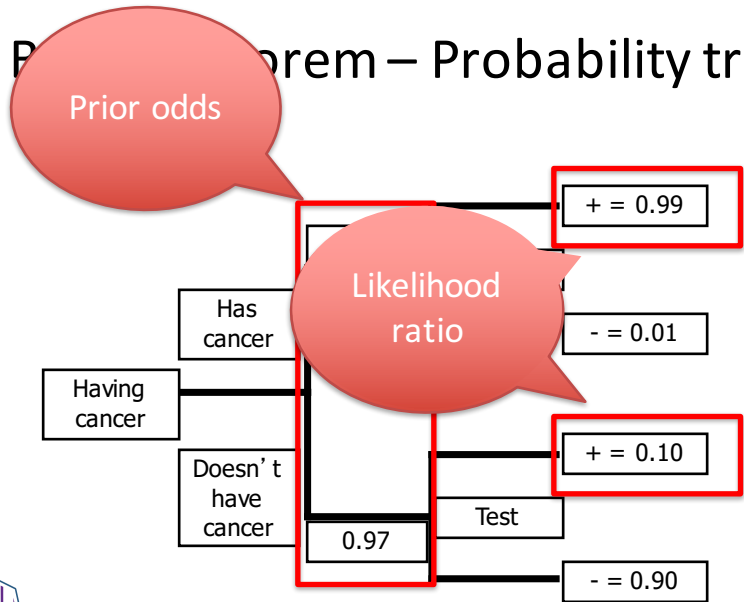 orem – Probability tr
Prior odds
+ = 0.99
Likelihood
ratio
Has
cancer
- = 0.01
Having
cancer
+ = 0.10
Doesn't
have
cancer
Test
0.97
- = 0.90